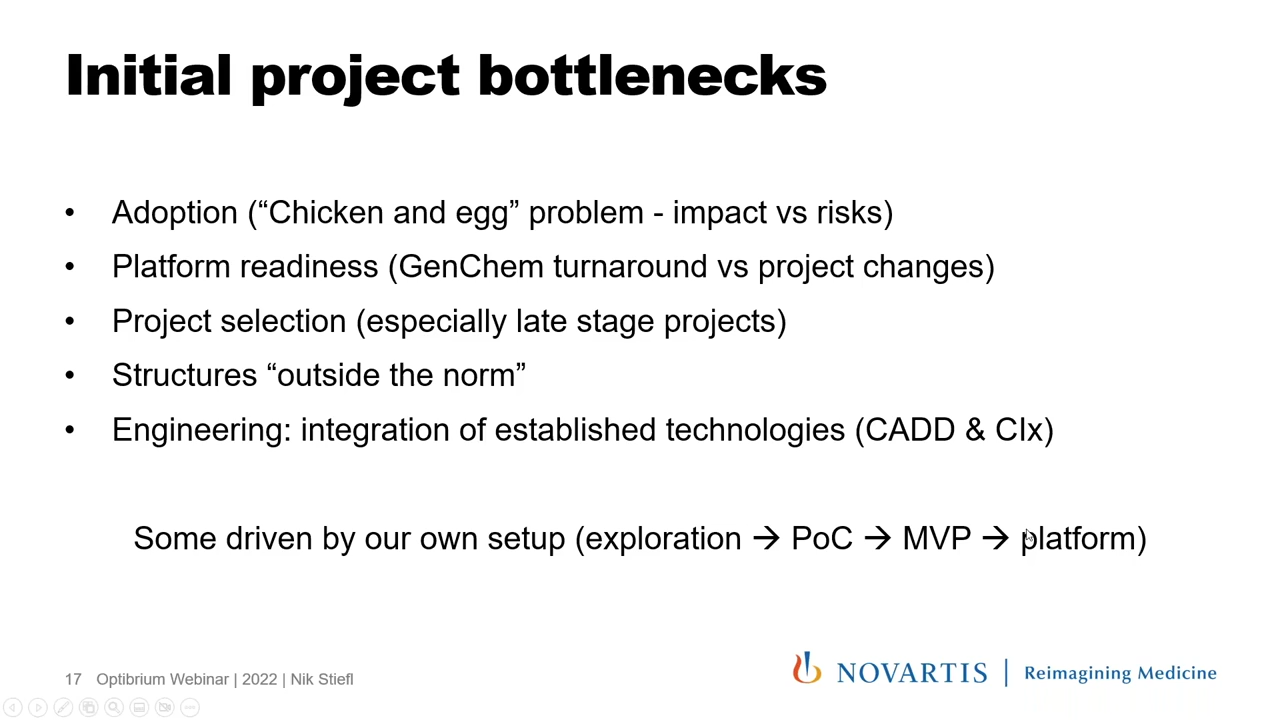 Initial project bottlenecks
• Adoption (“Chicken and egg” problem - impact vs risks)
• Platform readiness (GenChem turnaround vs project changes)
• Project selection (especially late stage projects)
• Structures “outside the norm”
• Engineering: integration of established technologies (CADD & CIx)
Some driven by our own setup (exploration → PoC → MVP → platform)
17 Optibrium Webinar | 2022 | Nik Stiefl
NOVARTIS | Reimagining Medicine